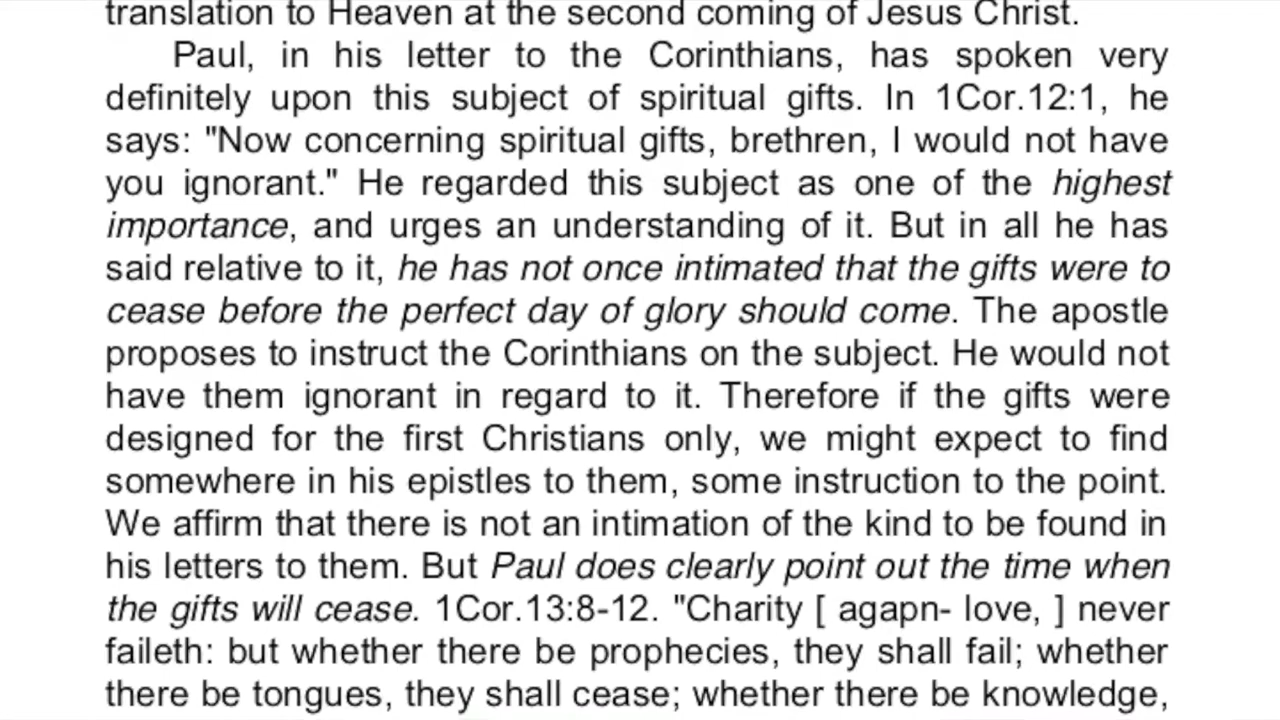 translation to Heaven at the second coming of Jesus Christ.
Paul, in his letter to the Corinthians, has spoken very
definitely upon this subject of spiritual gifts. In 1Cor.12:1, he
says: "Now concerning spiritual gifts, brethren, I would not have
you ignorant." He regarded this subject as one of the highest
importance, and urges an understanding of it. But in all he has
said relative to it, he has not once intimated that the gifts were to
cease before the perfect day of glory should come. The apostle
proposes to instruct the Corinthians on the subject. He would not
have them ignorant in regard to it. Therefore if the gifts were
designed for the first Christians only, we might expect to find
somewhere in his epistles to them, some instruction to the point.
We affirm that there is not an intimation of the kind to be found in
his letters to them. But Paul does clearly point out the time when
the gifts will cease. 1Cor.13:8-12. "Charity [ agapn- love, ] never
faileth: but whether there be prophecies, they shall fail; whether
there be tongues, they shall cease; whether there be knowledge,